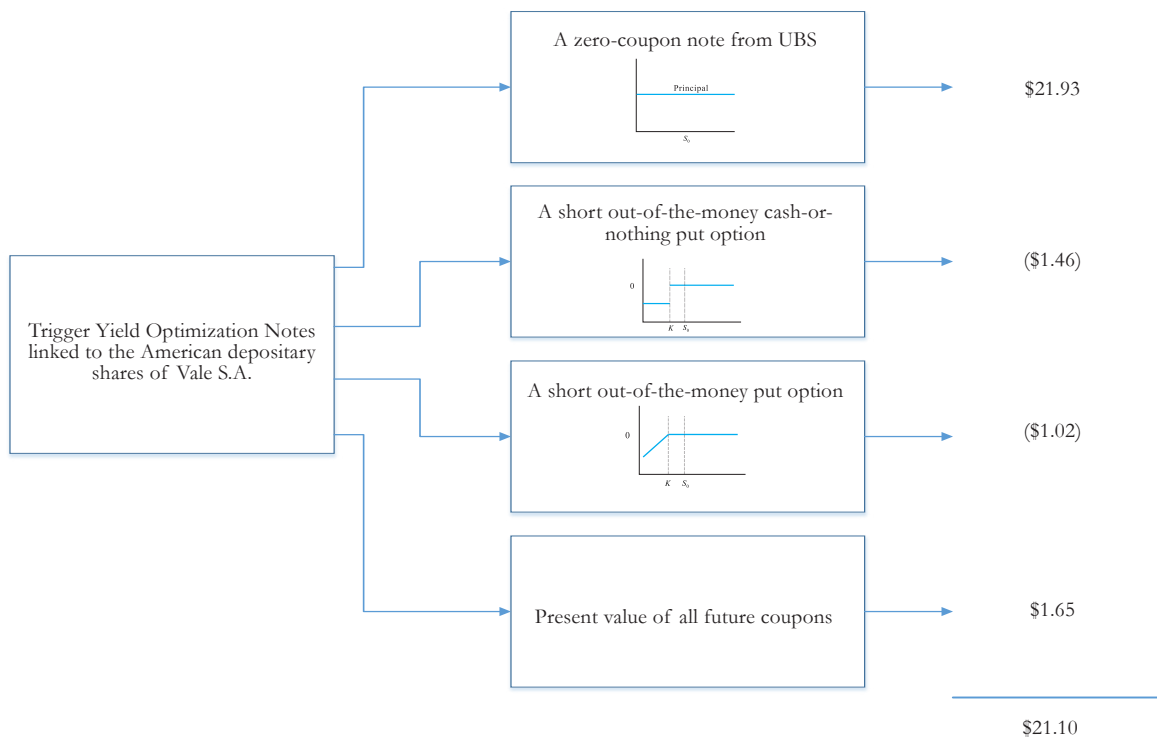 A zero-coupon note from UBS
Principal
S₀
$21.93
A short out-of-the-money cash-or-
nothing put option
0
K
S₀
($1.46)
Trigger Yield Optimization Notes
linked to the American depositary
shares of Vale S.A.
A short out-of-the-money put option
0
K
S₀
($1.02)
Present value of all future coupons
$1.65
$21.10